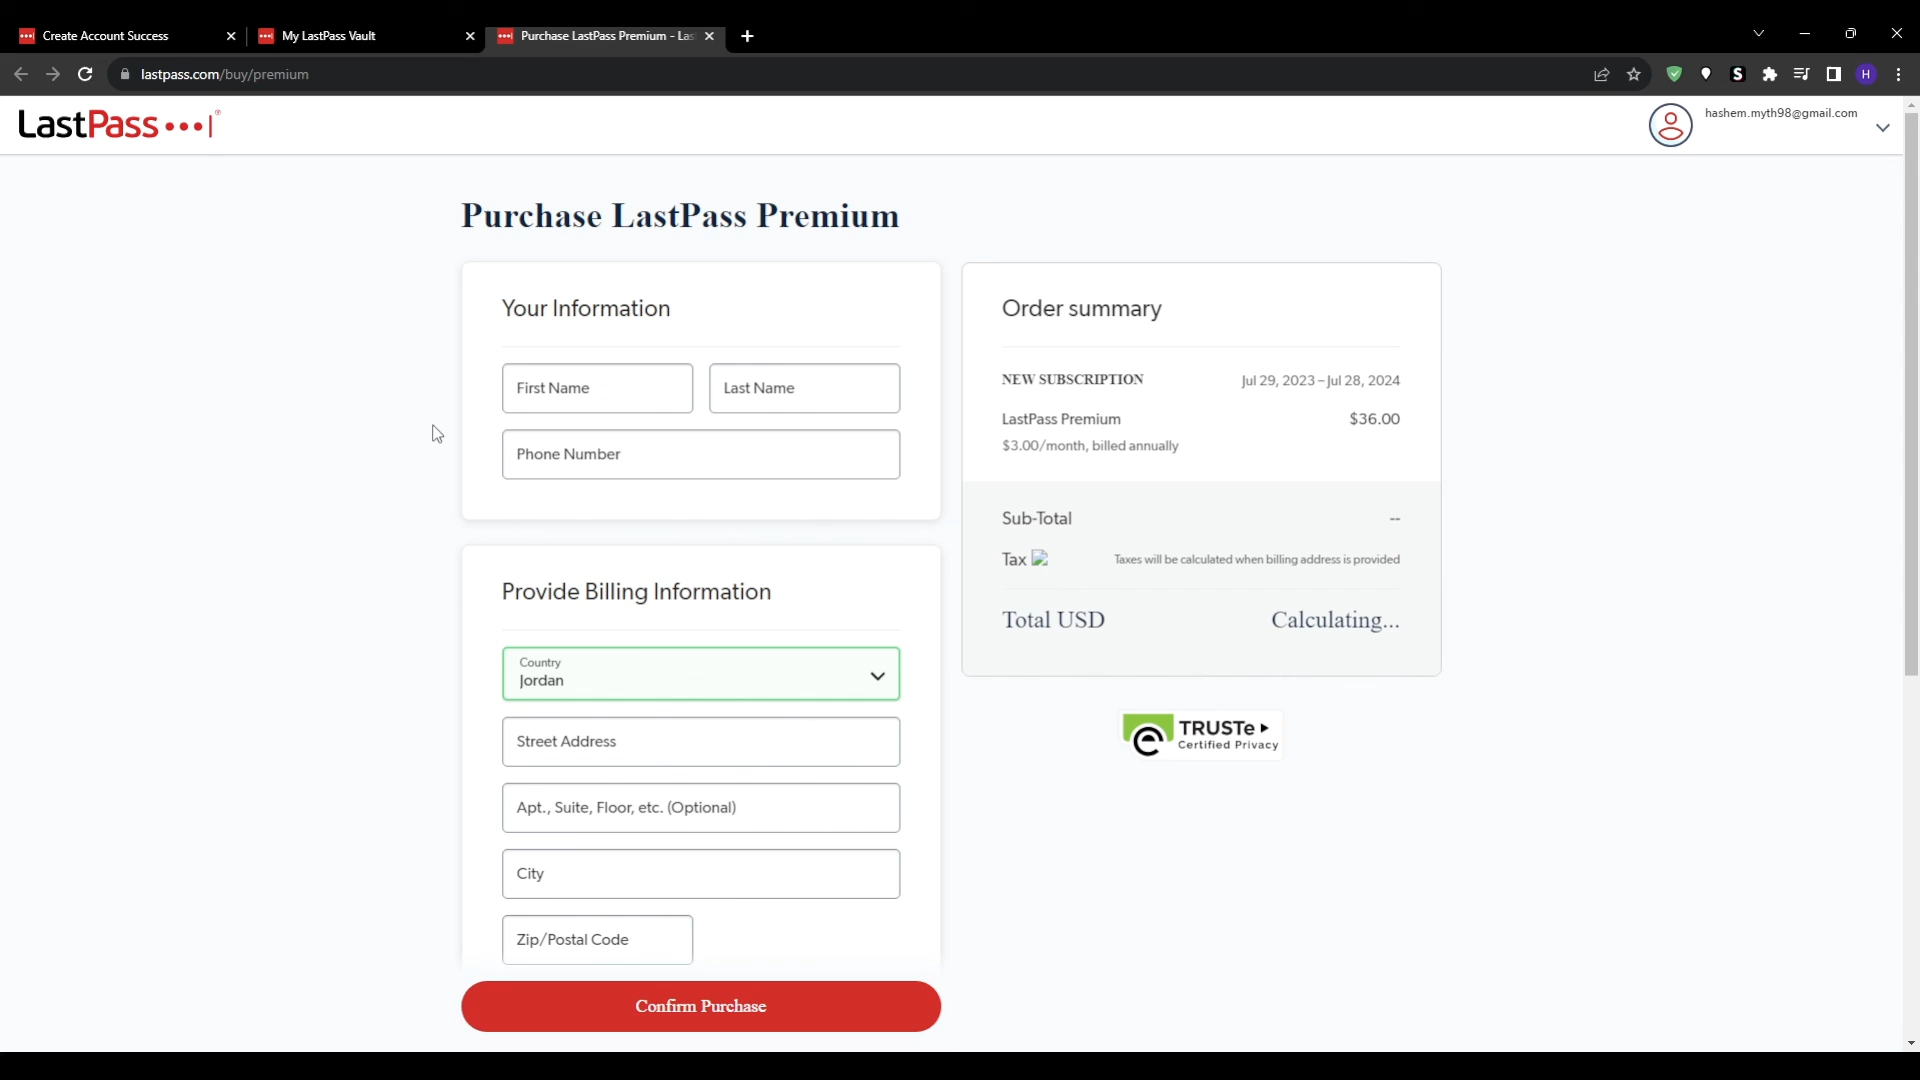 Create Account Success
My LastPass Vault
Purchase LastPass Premium - Las
lastpass.com/buy/premium
S
H
LastPass
hashem.myth98@gmail.com
Purchase LastPass Premium
Your Information
First Name
Last Name
Phone Number
Order summary
NEW SUBSCRIPTION
Jul 29, 2023 – Jul 28, 2024
LastPass Premium
$36.00
$3.00/month, billed annually
Sub-Total
--
Tax
Taxes will be calculated when billing address is provided
Total USD
Calculating...
TRUSTe
Certified Privacy
Provide Billing Information
Country
Jordan
Street Address
Apt., Suite, Floor, etc. (Optional)
City
Zip/Postal Code
Confirm Purchase